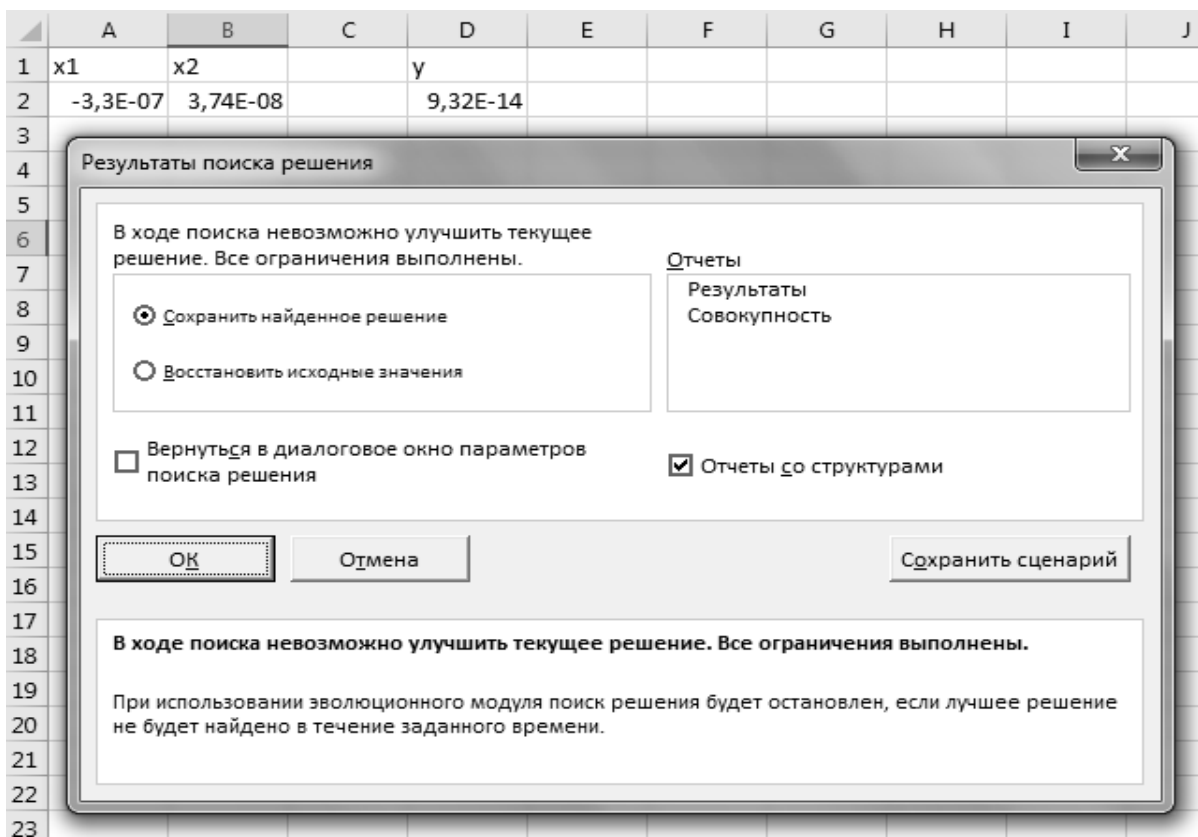 A B C D E F G H I J
1 x1 x2 y
2 -3,3E-07 3,74E-08 9,32E-14
3
4
5
6
7
8
9
10
11
12
13
14
15
16
17
18
19
20
21
22
23
Результаты поиска решения
В ходе поиска невозможно улучшить текущее
решение. Все ограничения выполнены.
Сохранить найденное решение
Восстановить исходные значения
Отчеты
Результаты
Совокупность
Вернуться в диалоговое окно параметров
поиска решения
Отчеты со структурами
ОК
Отмена
Сохранить сценарий
В ходе поиска невозможно улучшить текущее решение. Все ограничения выполнены.
При использовании эволюционного модуля поиск решения будет остановлен, если лучшее решение
не будет найдено в течение заданного времени.